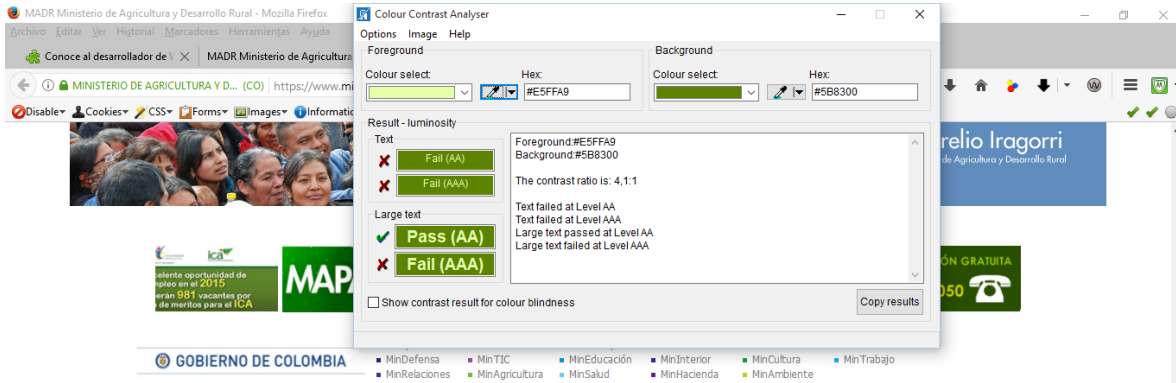 MADR Ministerio de Agricultura y Desarrollo Rural - Mozilla Firefox
Archivo Editar Ver Historial Marcadores Herramientas Ayuda
Conoce al desarrollador de
MADR Ministerio de Agricultura
MINISTERIO DE AGRICULTURA Y D... (CO) https://www.mi
Disable Cookies CSS Forms Images Informatic
Colour Contrast Analyser
Options Image Help
Foreground
Colour select:
Hex:
#E5FFA9
Background
Colour select:
Hex:
#5B8300
Result - luminosity
Text
Fail (AA)
Fail (AAA)
Large text
Pass (AA)
Fail (AAA)
Foreground:#E5FFA9
Background:#5B8300
The contrast ratio is: 4,1:1
Text failed at Level AA
Text failed at Level AAA
Large text passed at Level AA
Large text failed at Level AAA
Show contrast result for colour blindness
Copy results
relio Iragorri
de Agricultura y Desarrollo Rural
ica
celente oportunidad de
mpleo en el 2015
erán 981 vacantes por
de meritos para el ICA
MAPA
ÓN GRATUITA
050
GOBIERNO DE COLOMBIA
MinDefensa MinTIC MinEducación MinInterior MinCultura MinTrabajo
MinRelaciones MinAgricultura MinSalud MinHacienda MinAmbiente